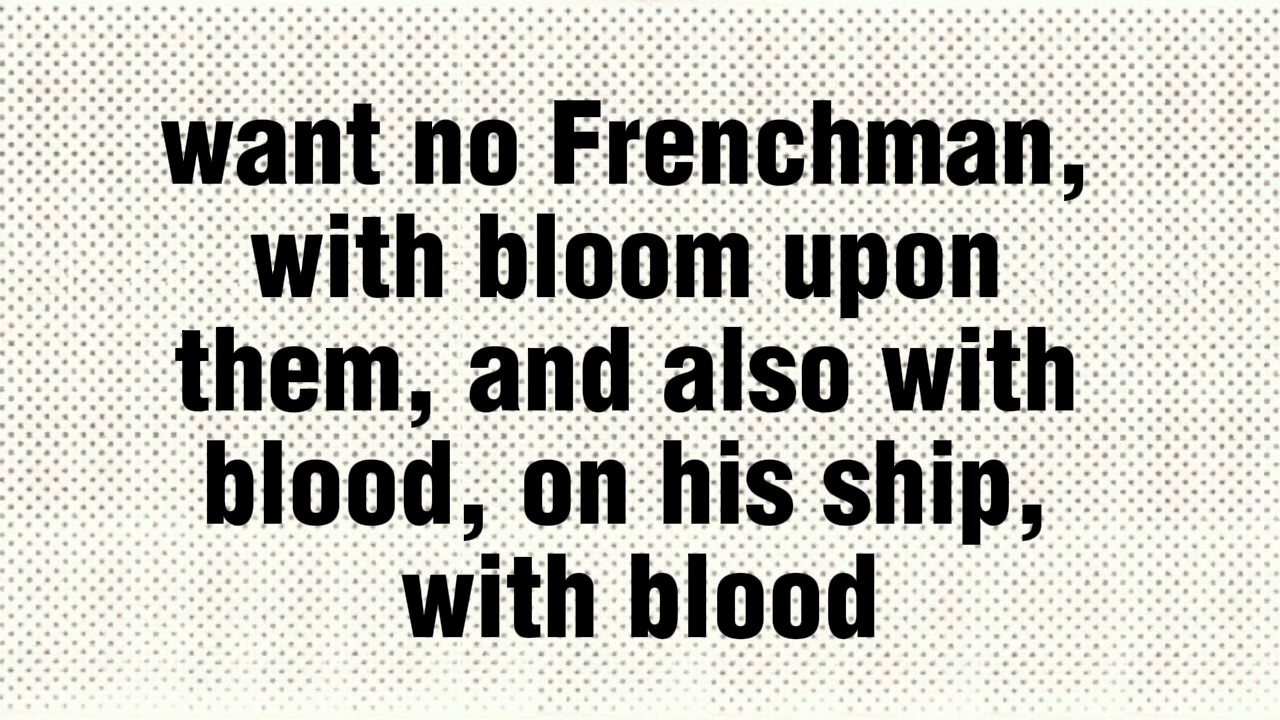 want no Frenchman,
with bloom upon
them, and also with
blood, on his ship,
with blood